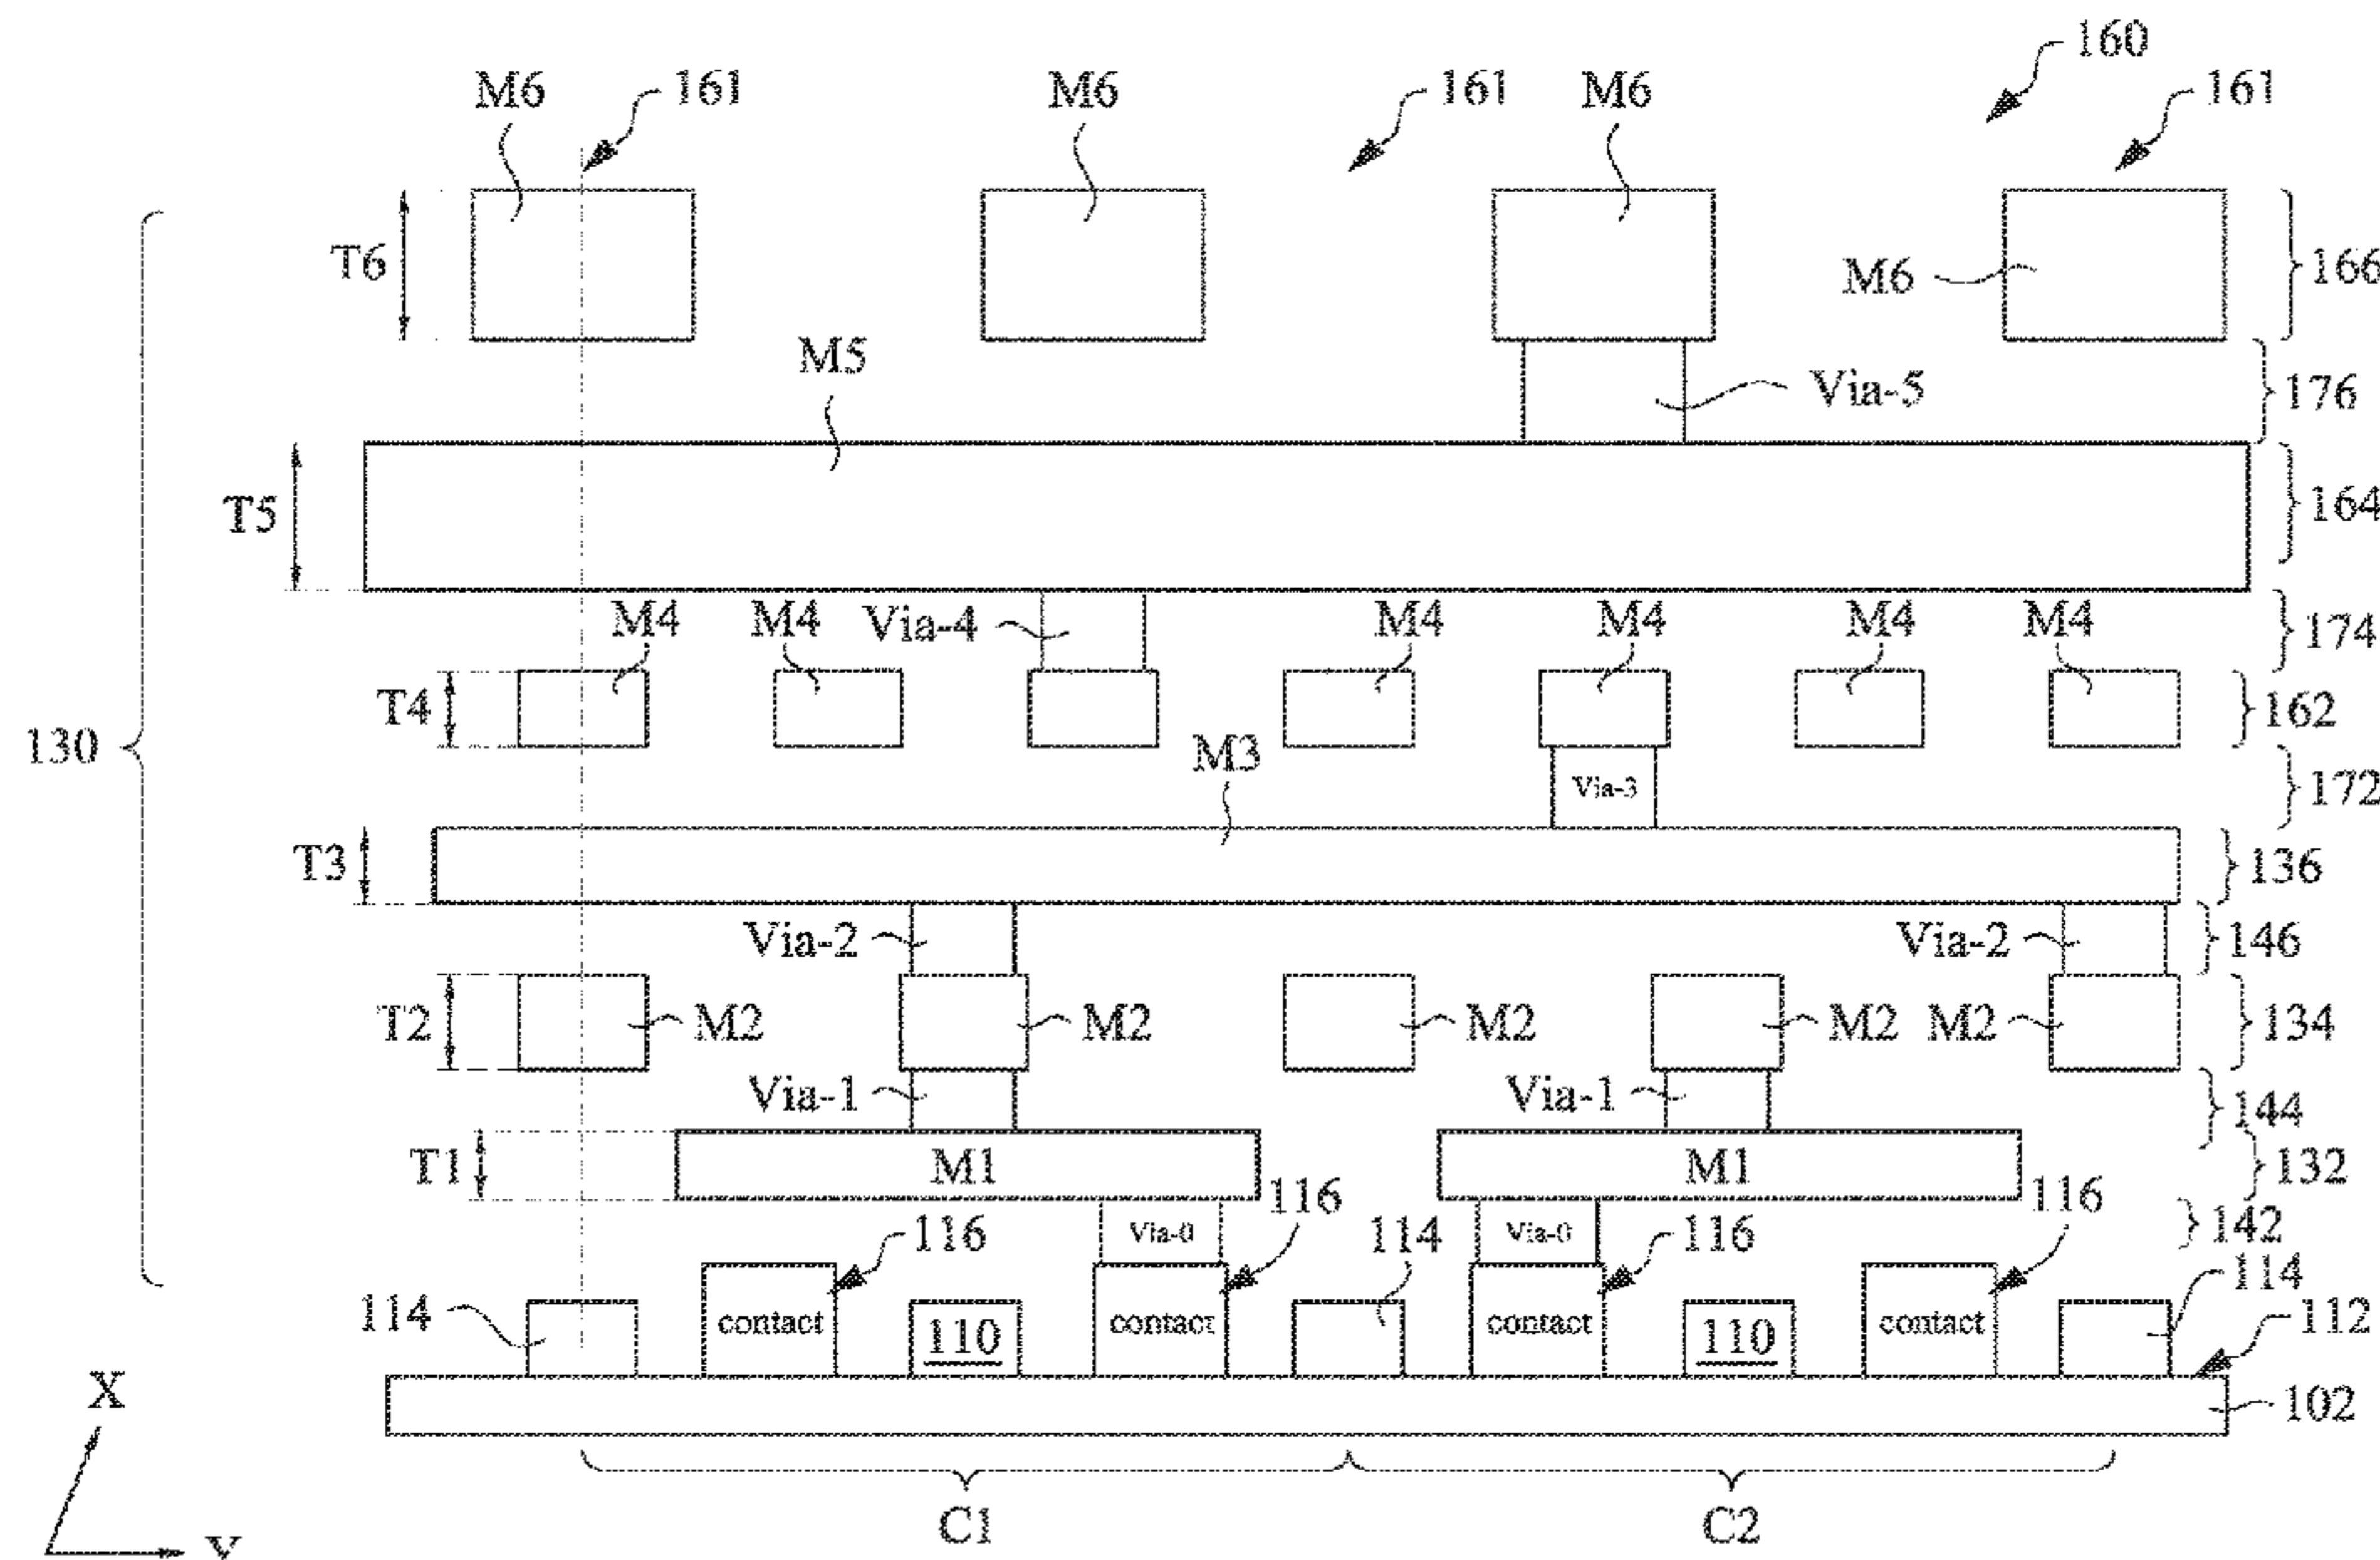 160
M6 161 M6 161 M6 161
T6 M6 166
M5 Via-5 176
T5 164
M4 M4 Via-4 M4 M4 M4 M4 174
T4 162
130 M3 Via-3 172
T3 136
Via-2 Via-2 146
T2 M2 M2 M2 M2 M2 134
Via-1 Via-1 144
T1 M1 M1 132
116 Via-0 116 114 Via-0 116 116 142
114 contact 110 contact contact 110 contact 114
112
X 102
C1 C2
Y